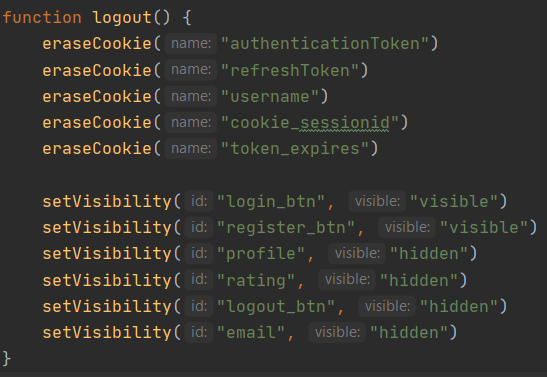 function logout() {
    eraseCookie( name: "authenticationToken")
    eraseCookie( name: "refreshToken")
    eraseCookie( name: "username")
    eraseCookie( name: "cookie_sessionid")
    eraseCookie( name: "token_expires")

    setVisibility( id: "login_btn", visible: "visible")
    setVisibility( id: "register_btn", visible: "visible")
    setVisibility( id: "profile", visible: "hidden")
    setVisibility( id: "rating", visible: "hidden")
    setVisibility( id: "logout_btn", visible: "hidden")
    setVisibility( id: "email", visible: "hidden")
}